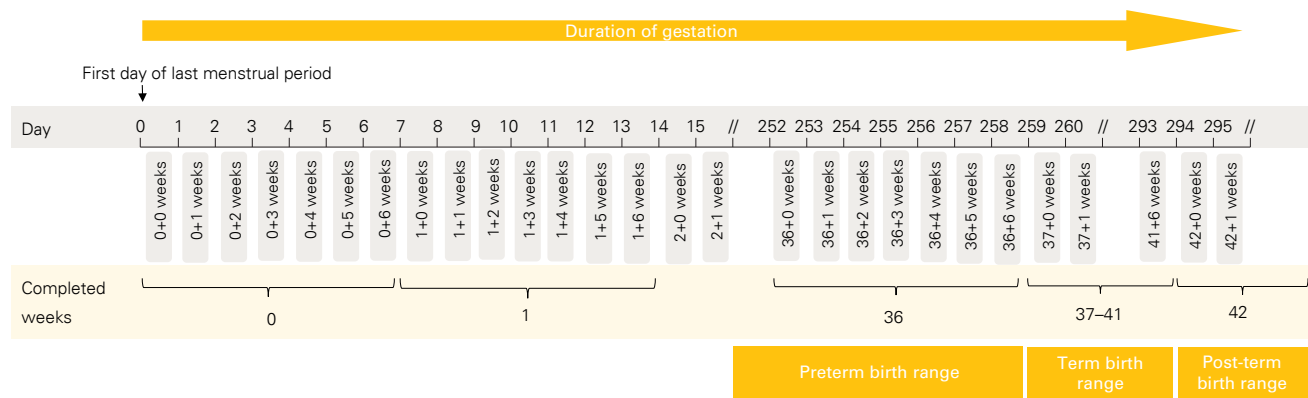 Duration of gestation
First day of last menstrual period
Day 0 1 2 3 4 5 6 7 8 9 10 11 12 13 14 15 // 252 253 254 255 256 257 258 259 260 // 293 294 295 //
0+0 weeks
0+1 weeks
0+2 weeks
0+3 weeks
0+4 weeks
0+5 weeks
0+6 weeks
1+0 weeks
1+1 weeks
1+2 weeks
1+3 weeks
1+4 weeks
1+5 weeks
1+6 weeks
2+0 weeks
2+1 weeks
36+0 weeks
36+1 weeks
36+2 weeks
36+3 weeks
36+4 weeks
36+5 weeks
36+6 weeks
37+0 weeks
37+1 weeks
41+6 weeks
42+0 weeks
42+1 weeks
Completed
weeks
0
1
36
37–41
42
Preterm birth range
Term birth
range
Post-term
birth range